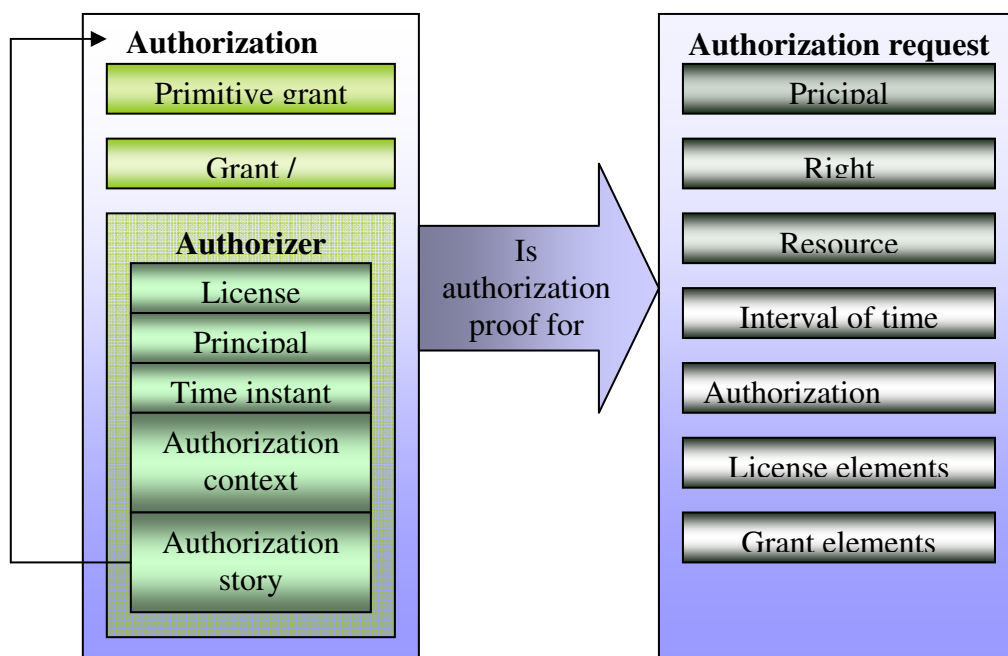 Authorization
Primitive grant
Grant /
Authorizer
License
Principal
Time instant
Authorization
context
Authorization
story
Is
authorization
proof for
Authorization request
Pricipal
Right
Resource
Interval of time
Authorization
License elements
Grant elements